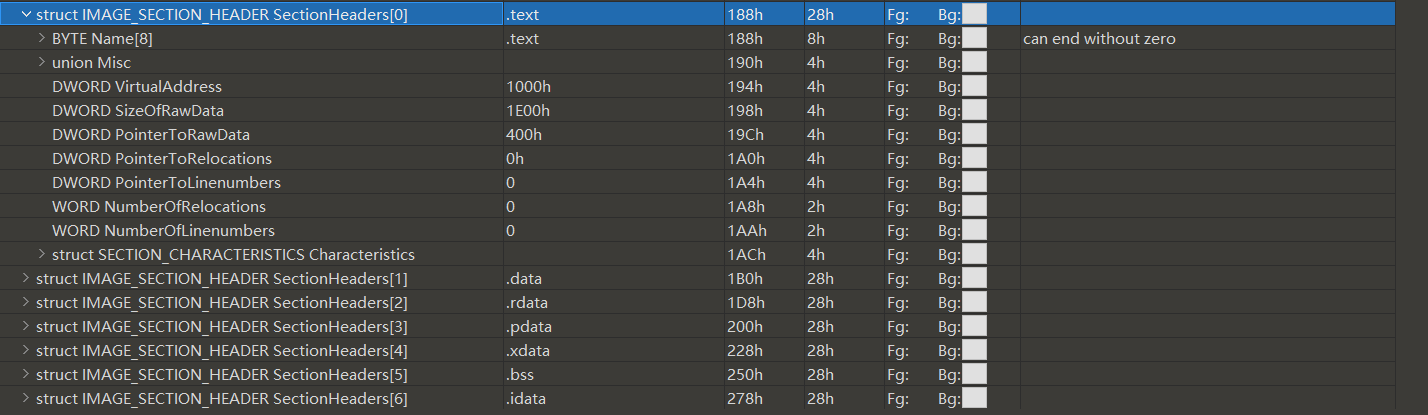 struct IMAGE_SECTION_HEADER SectionHeaders[0] .text 188h 28h Fg: Bg:
BYTE Name[8] .text 188h 8h Fg: Bg: can end without zero
union Misc 190h 4h Fg: Bg:
DWORD VirtualAddress 1000h 194h 4h Fg: Bg:
DWORD SizeOfRawData 1E00h 198h 4h Fg: Bg:
DWORD PointerToRawData 400h 19Ch 4h Fg: Bg:
DWORD PointerToRelocations 0h 1A0h 4h Fg: Bg:
DWORD PointerToLinenumbers 0 1A4h 4h Fg: Bg:
WORD NumberOfRelocations 0 1A8h 2h Fg: Bg:
WORD NumberOfLinenumbers 0 1AAh 2h Fg: Bg:
struct SECTION_CHARACTERISTICS Characteristics 1ACh 4h Fg: Bg:
struct IMAGE_SECTION_HEADER SectionHeaders[1] .data 1B0h 28h Fg: Bg:
struct IMAGE_SECTION_HEADER SectionHeaders[2] .rdata 1D8h 28h Fg: Bg:
struct IMAGE_SECTION_HEADER SectionHeaders[3] .pdata 200h 28h Fg: Bg:
struct IMAGE_SECTION_HEADER SectionHeaders[4] .xdata 228h 28h Fg: Bg:
struct IMAGE_SECTION_HEADER SectionHeaders[5] .bss 250h 28h Fg: Bg:
struct IMAGE_SECTION_HEADER SectionHeaders[6] .idata 278h 28h Fg: Bg: